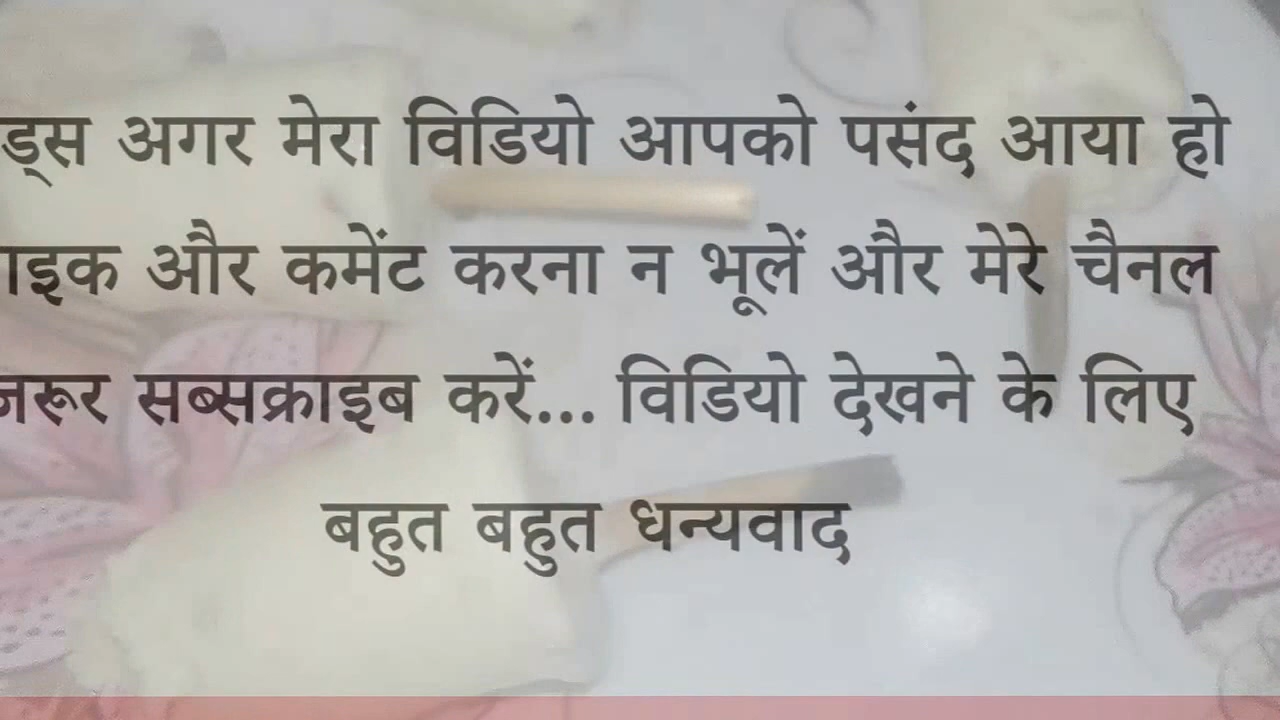 ड्स अगर मेरा विडियो आपको पसंद आया हो
ाइक और कमेंट करना न भूलें और मेरे चैनल
जरूर सब्सक्राइब करें... विडियो देखने के लिए
बहुत बहुत धन्यवाद